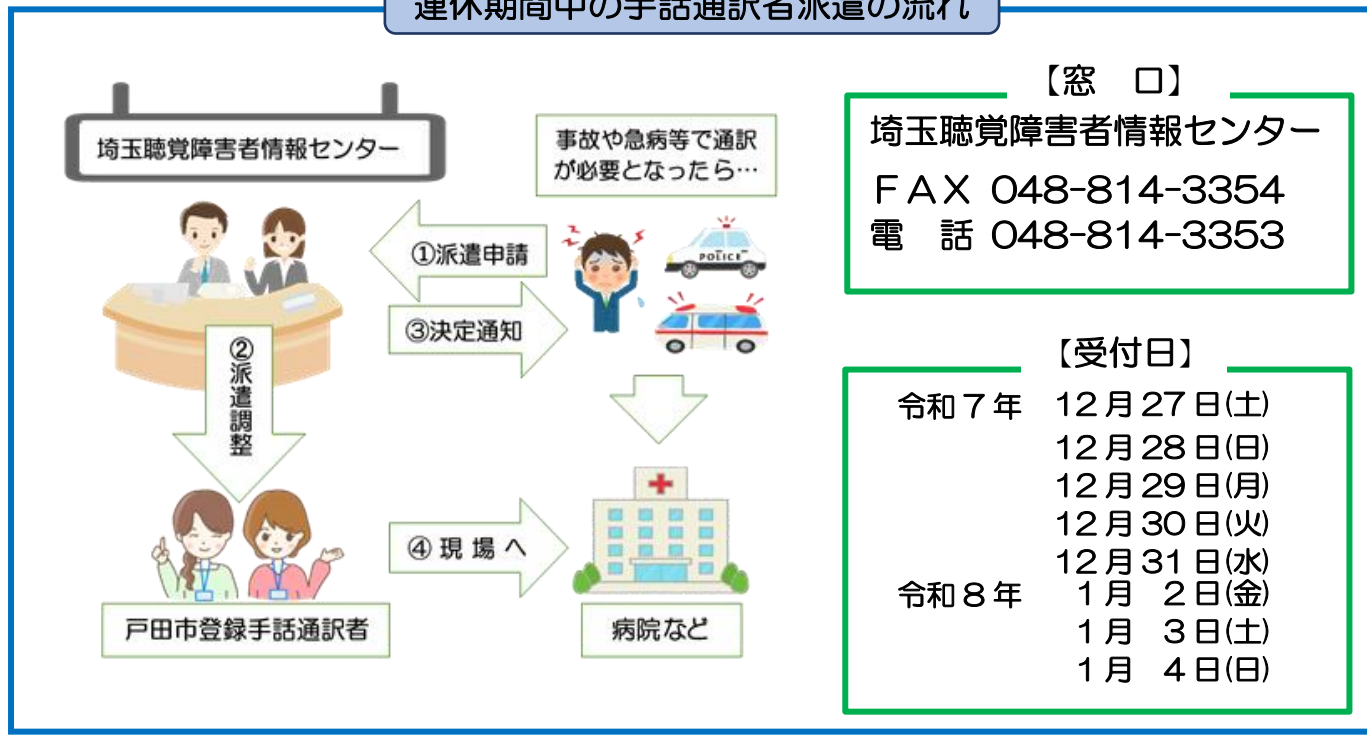 連休期間中の手話通訳者派遣の流れ
埼玉聴覚障害者情報センター
事故や急病等で通訳
が必要となったら…
①派遣申請
POLICE
③決定通知
②派遣調整
④現場へ
戸田市登録手話通訳者
病院など
【窓　口】
埼玉聴覚障害者情報センター
ＦＡＸ 048-814-3354
電　話 048-814-3353
【受付日】
令和７年　12月27日(土)
12月28日(日)
12月29日(月)
12月30日(火)
12月31日(水)
令和８年　１月　２日(金)
１月　３日(土)
１月　４日(日)